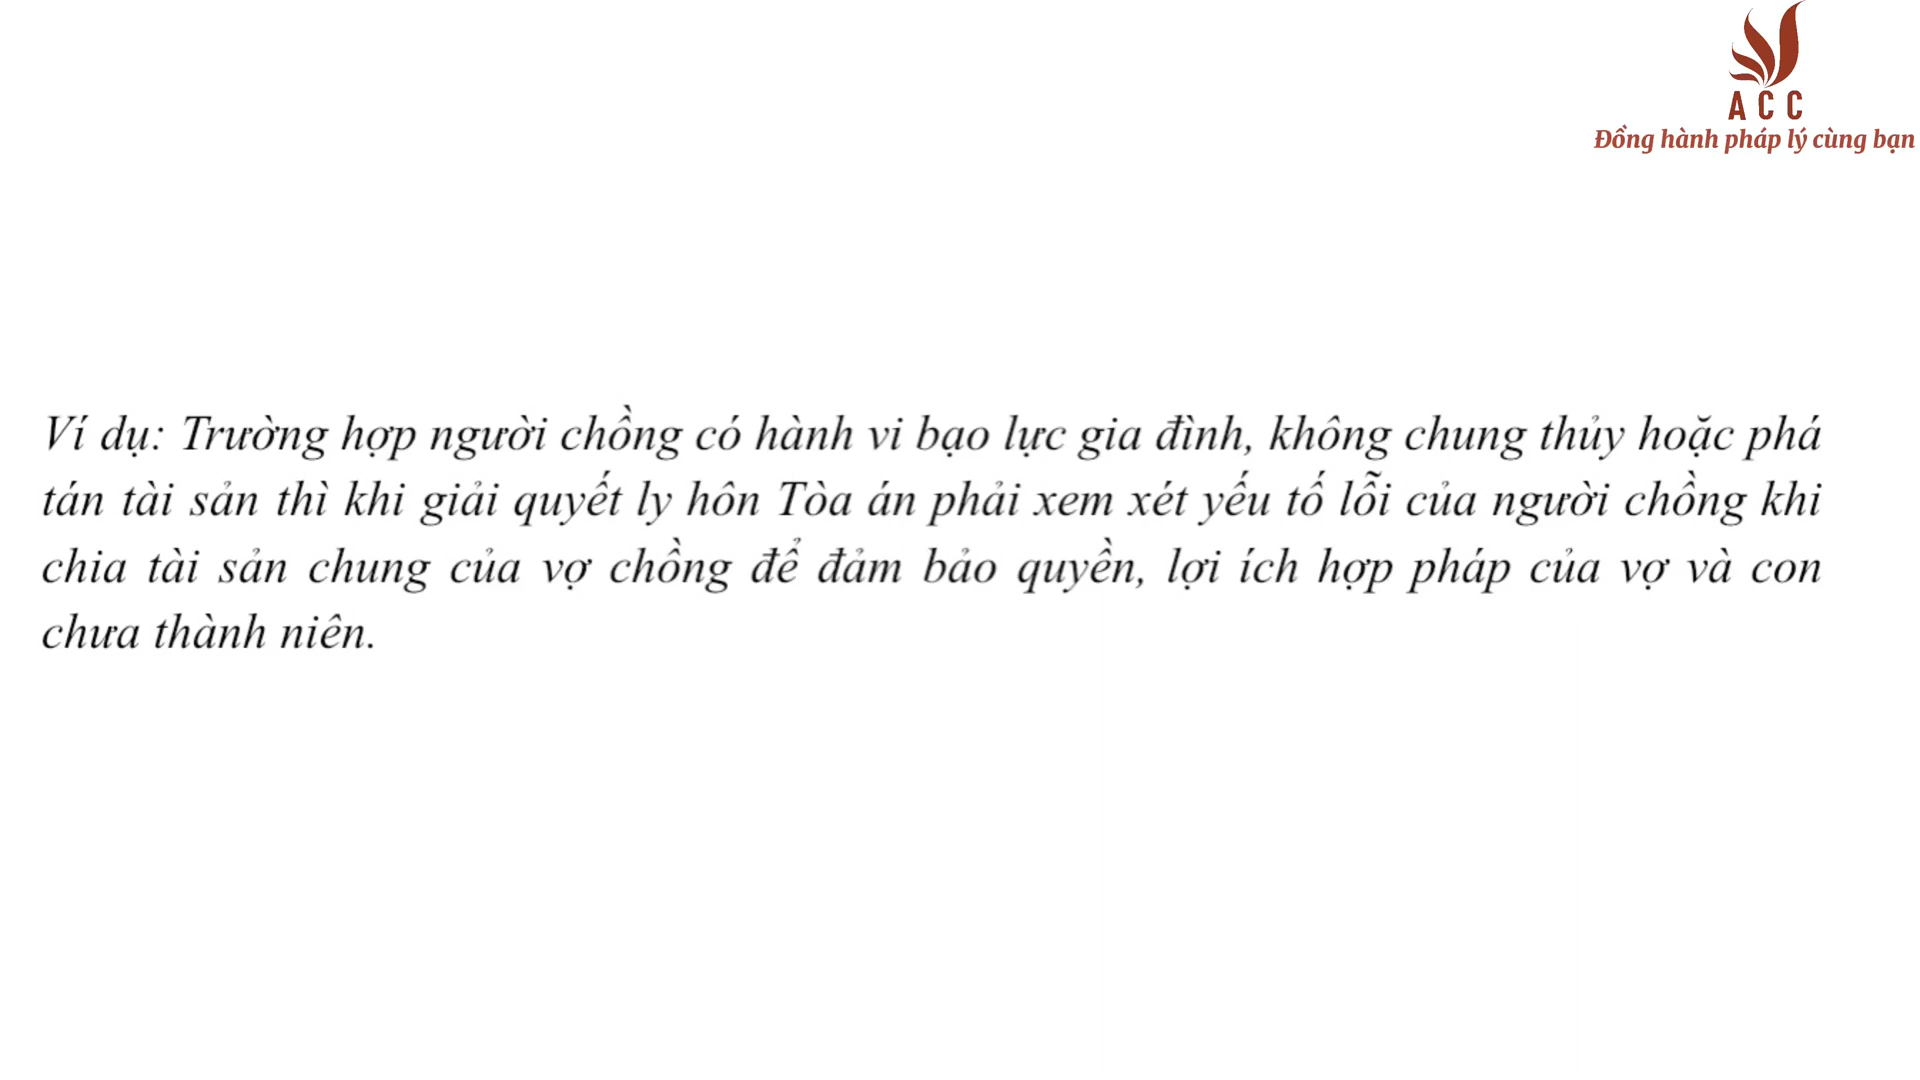 ACC
Đồng hành pháp lý cùng bạn
Ví dụ: Trường hợp người chồng có hành vi bạo lực gia đình, không chung thủy hoặc phá
tán tài sản thì khi giải quyết ly hôn Tòa án phải xem xét yếu tố lỗi của người chồng khi
chia tài sản chung của vợ chồng để đảm bảo quyền, lợi ích hợp pháp của vợ và con
chưa thành niên.